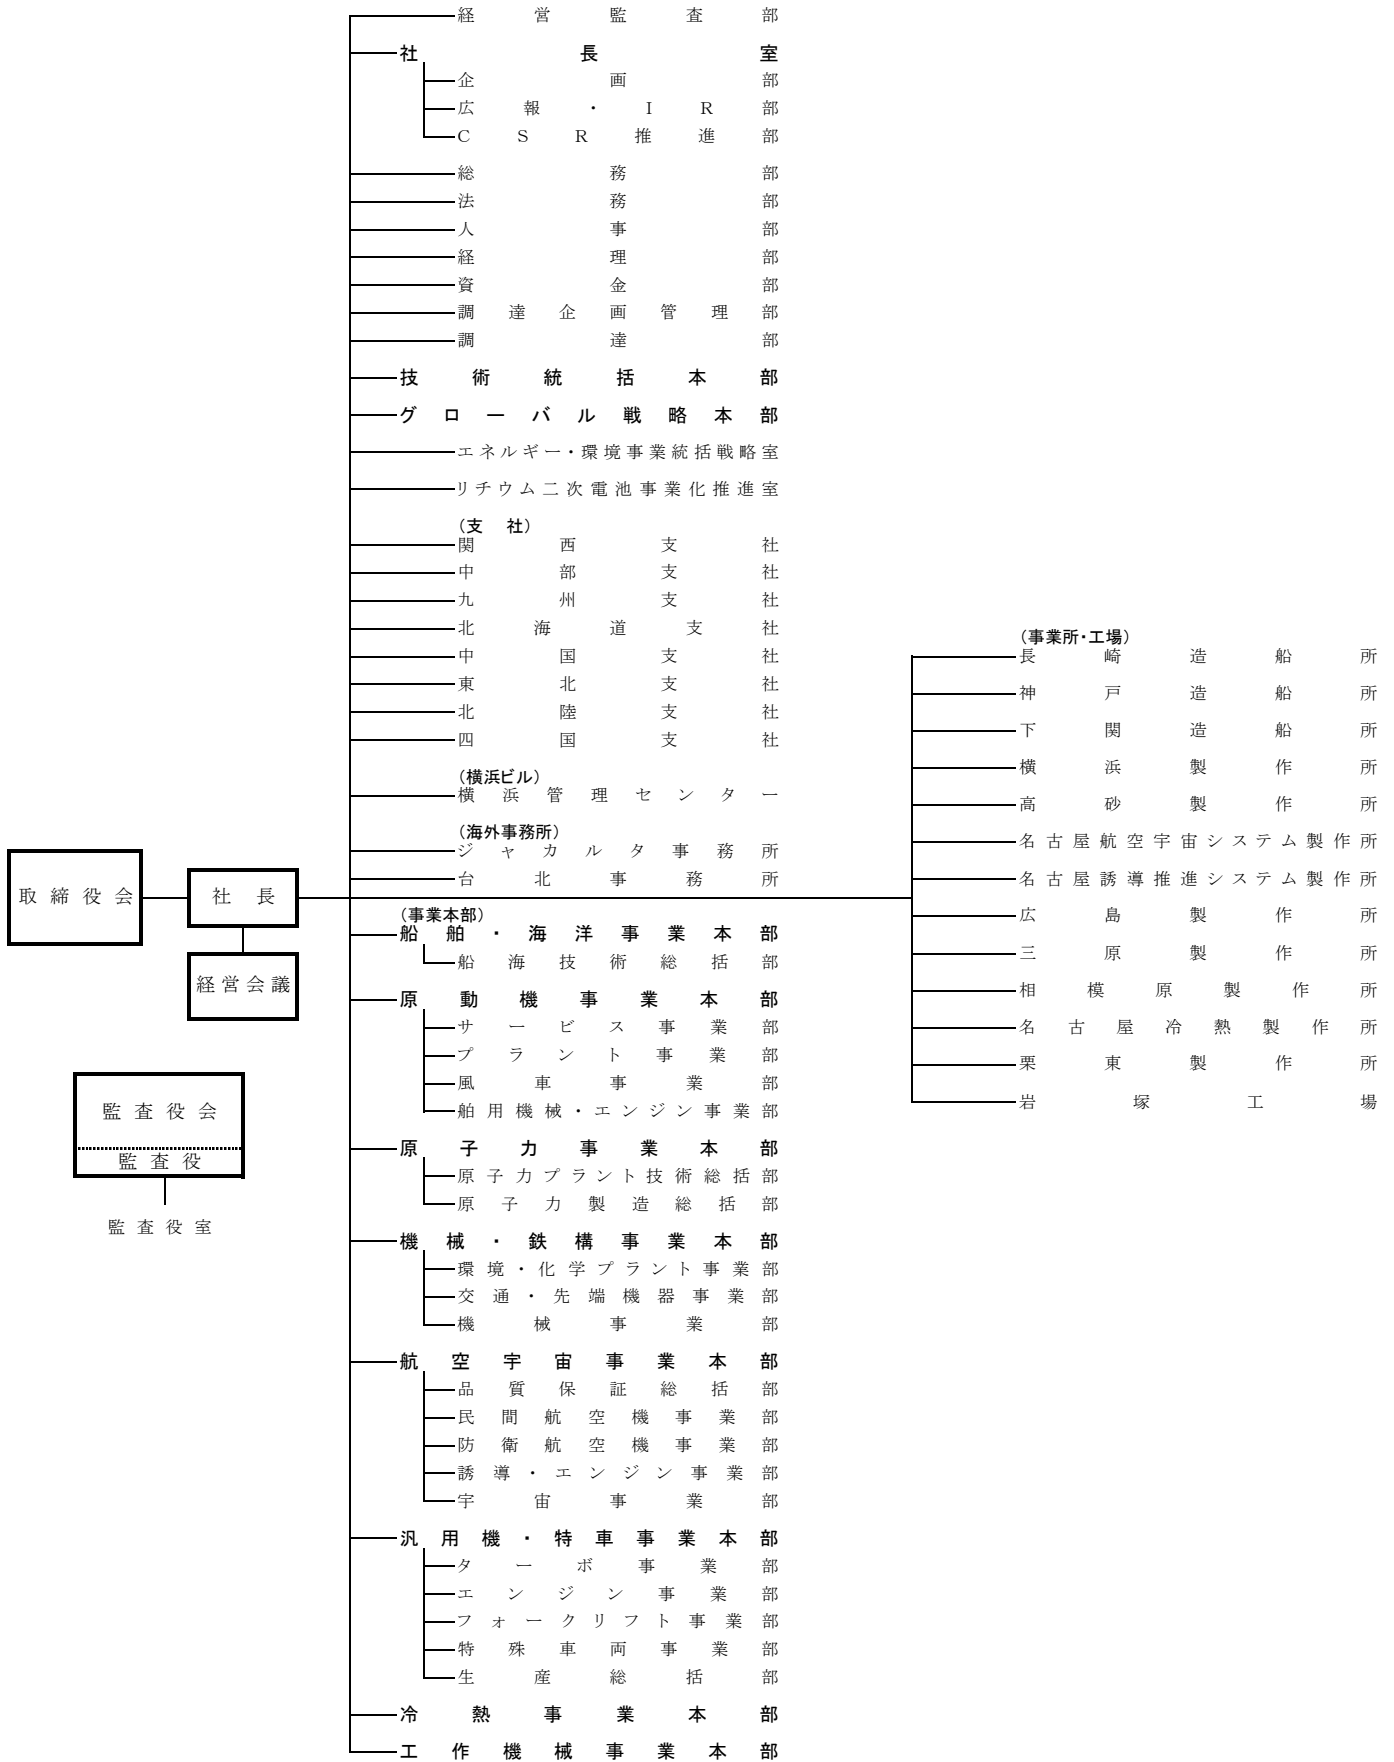 経営監査部
社長室
企画部
広報・IR部
CSR推進部
総務部
法務部
人事部
経理部
資金部
調達企画管理部
調達部
技術統括本部
グローバル戦略本部
エネルギー・環境事業統括戦略室
リチウム二次電池事業化推進室
(支 社)
関西支社
中部支社
九州支社
北海道支社
中国支社
東北支社
北陸支社
四国支社
(横浜ビル)
横浜管理センター
(海外事務所)
ジャカルタ事務所
台北事務所
取締役会
社長
経営会議
監査役会
監査役
監査役室
(事業本部)
船舶・海洋事業本部
船海技術総括部
原動機事業本部
サービス事業部
プラント事業部
風車事業部
舶用機械・エンジン事業部
原子力事業本部
原子力プラント技術総括部
原子力製造総括部
機械・鉄構事業本部
環境・化学プラント事業部
交通・先端機器事業部
機械事業部
航空宇宙事業本部
品質保証総括部
民間航空機事業部
防衛航空機事業部
誘導・エンジン事業部
宇宙事業部
汎用機・特車事業本部
ターボ事業部
エンジン事業部
フォークリフト事業部
特殊車両事業部
生産総括部
冷熱事業本部
工作機械事業本部
(事業所・工場)
長崎造船所
神戸造船所
下関造船所
横浜製作所
高砂製作所
名古屋航空宇宙システム製作所
名古屋誘導推進システム製作所
広島製作所
三原製作所
相模原製作所
名古屋冷熱製作所
栗東製作所
岩塚工場